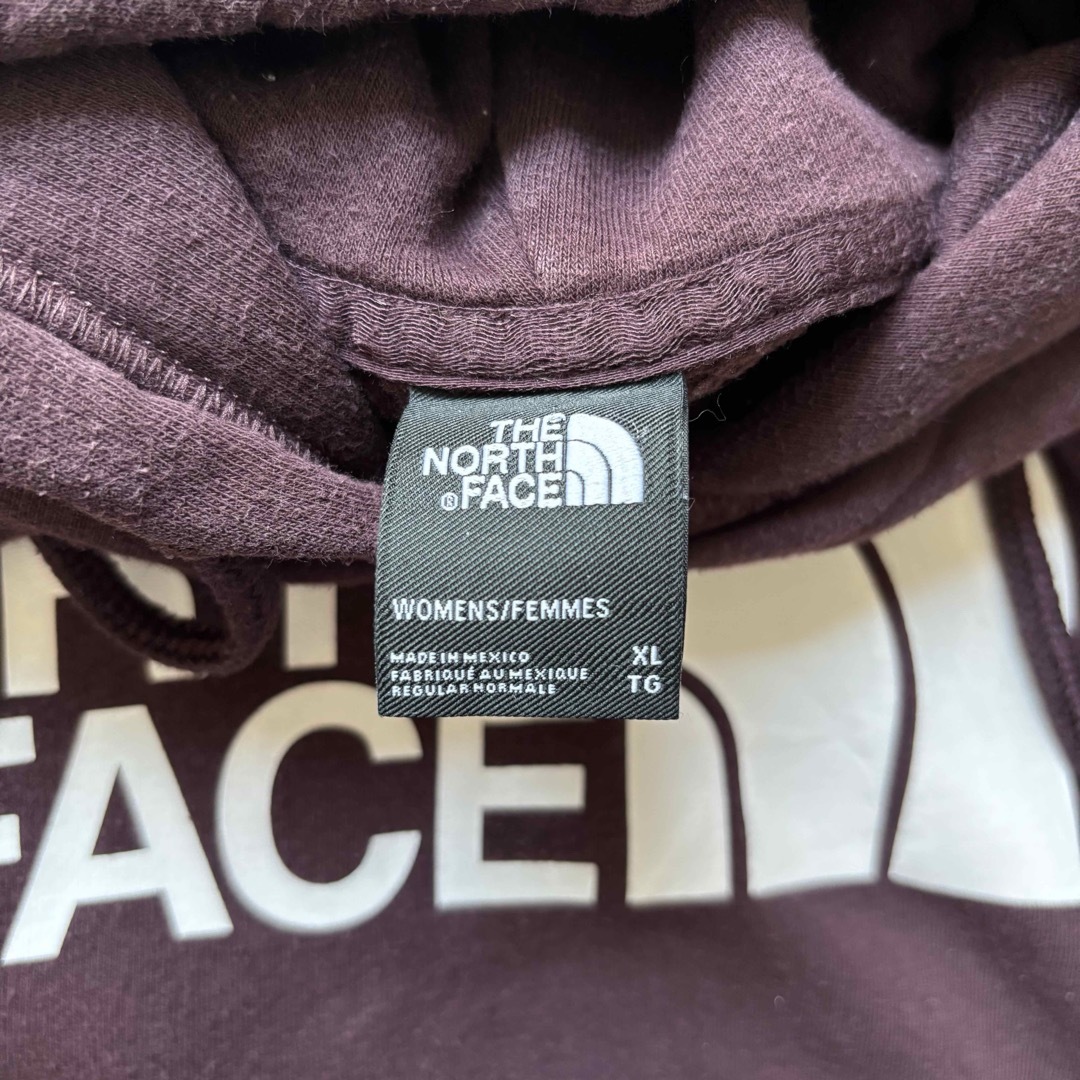 THE
NORTH
®FACE
WOMENS/FEMMES
MADE IN MEXICO
FABRIQUÉ AU MEXIQUE
REGULAR NORMALE
XL
TG
FACE